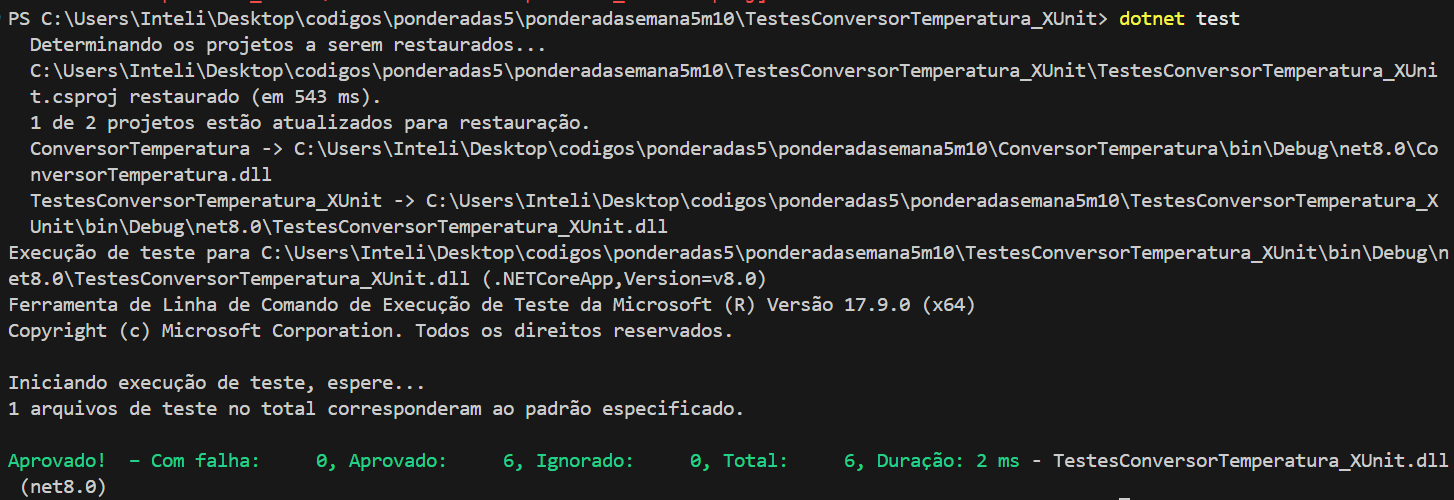 PS C:\Users\Inteli\Desktop\codigos\ponderadas5\ponderadasemana5m10\TestesConversorTemperatura_XUnit> dotnet test
  Determinando os projetos a serem restaurados...
  C:\Users\Inteli\Desktop\codigos\ponderadas5\ponderadasemana5m10\TestesConversorTemperatura_XUnit\TestesConversorTemperatura_XUni
  t.csproj restaurado (em 543 ms).
  1 de 2 projetos estão atualizados para restauração.
  ConversorTemperatura -> C:\Users\Inteli\Desktop\codigos\ponderadas5\ponderadasemana5m10\ConversorTemperatura\bin\Debug\net8.0\Co
  nversorTemperatura.dll
  TestesConversorTemperatura_XUnit -> C:\Users\Inteli\Desktop\codigos\ponderadas5\ponderadasemana5m10\TestesConversorTemperatura_X
  Unit\bin\Debug\net8.0\TestesConversorTemperatura_XUnit.dll
Execução de teste para C:\Users\Inteli\Desktop\codigos\ponderadas5\ponderadasemana5m10\TestesConversorTemperatura_XUnit\bin\Debug\n
et8.0\TestesConversorTemperatura_XUnit.dll (.NETCoreApp,Version=v8.0)
Ferramenta de Linha de Comando de Execução de Teste da Microsoft (R) Versão 17.9.0 (x64)
Copyright (c) Microsoft Corporation. Todos os direitos reservados.

Iniciando execução de teste, espere...
1 arquivos de teste no total corresponderam ao padrão especificado.

Aprovado!  – Com falha:     0, Aprovado:     6, Ignorado:     0, Total:     6, Duração: 2 ms - TestesConversorTemperatura_XUnit.dll
 (net8.0)